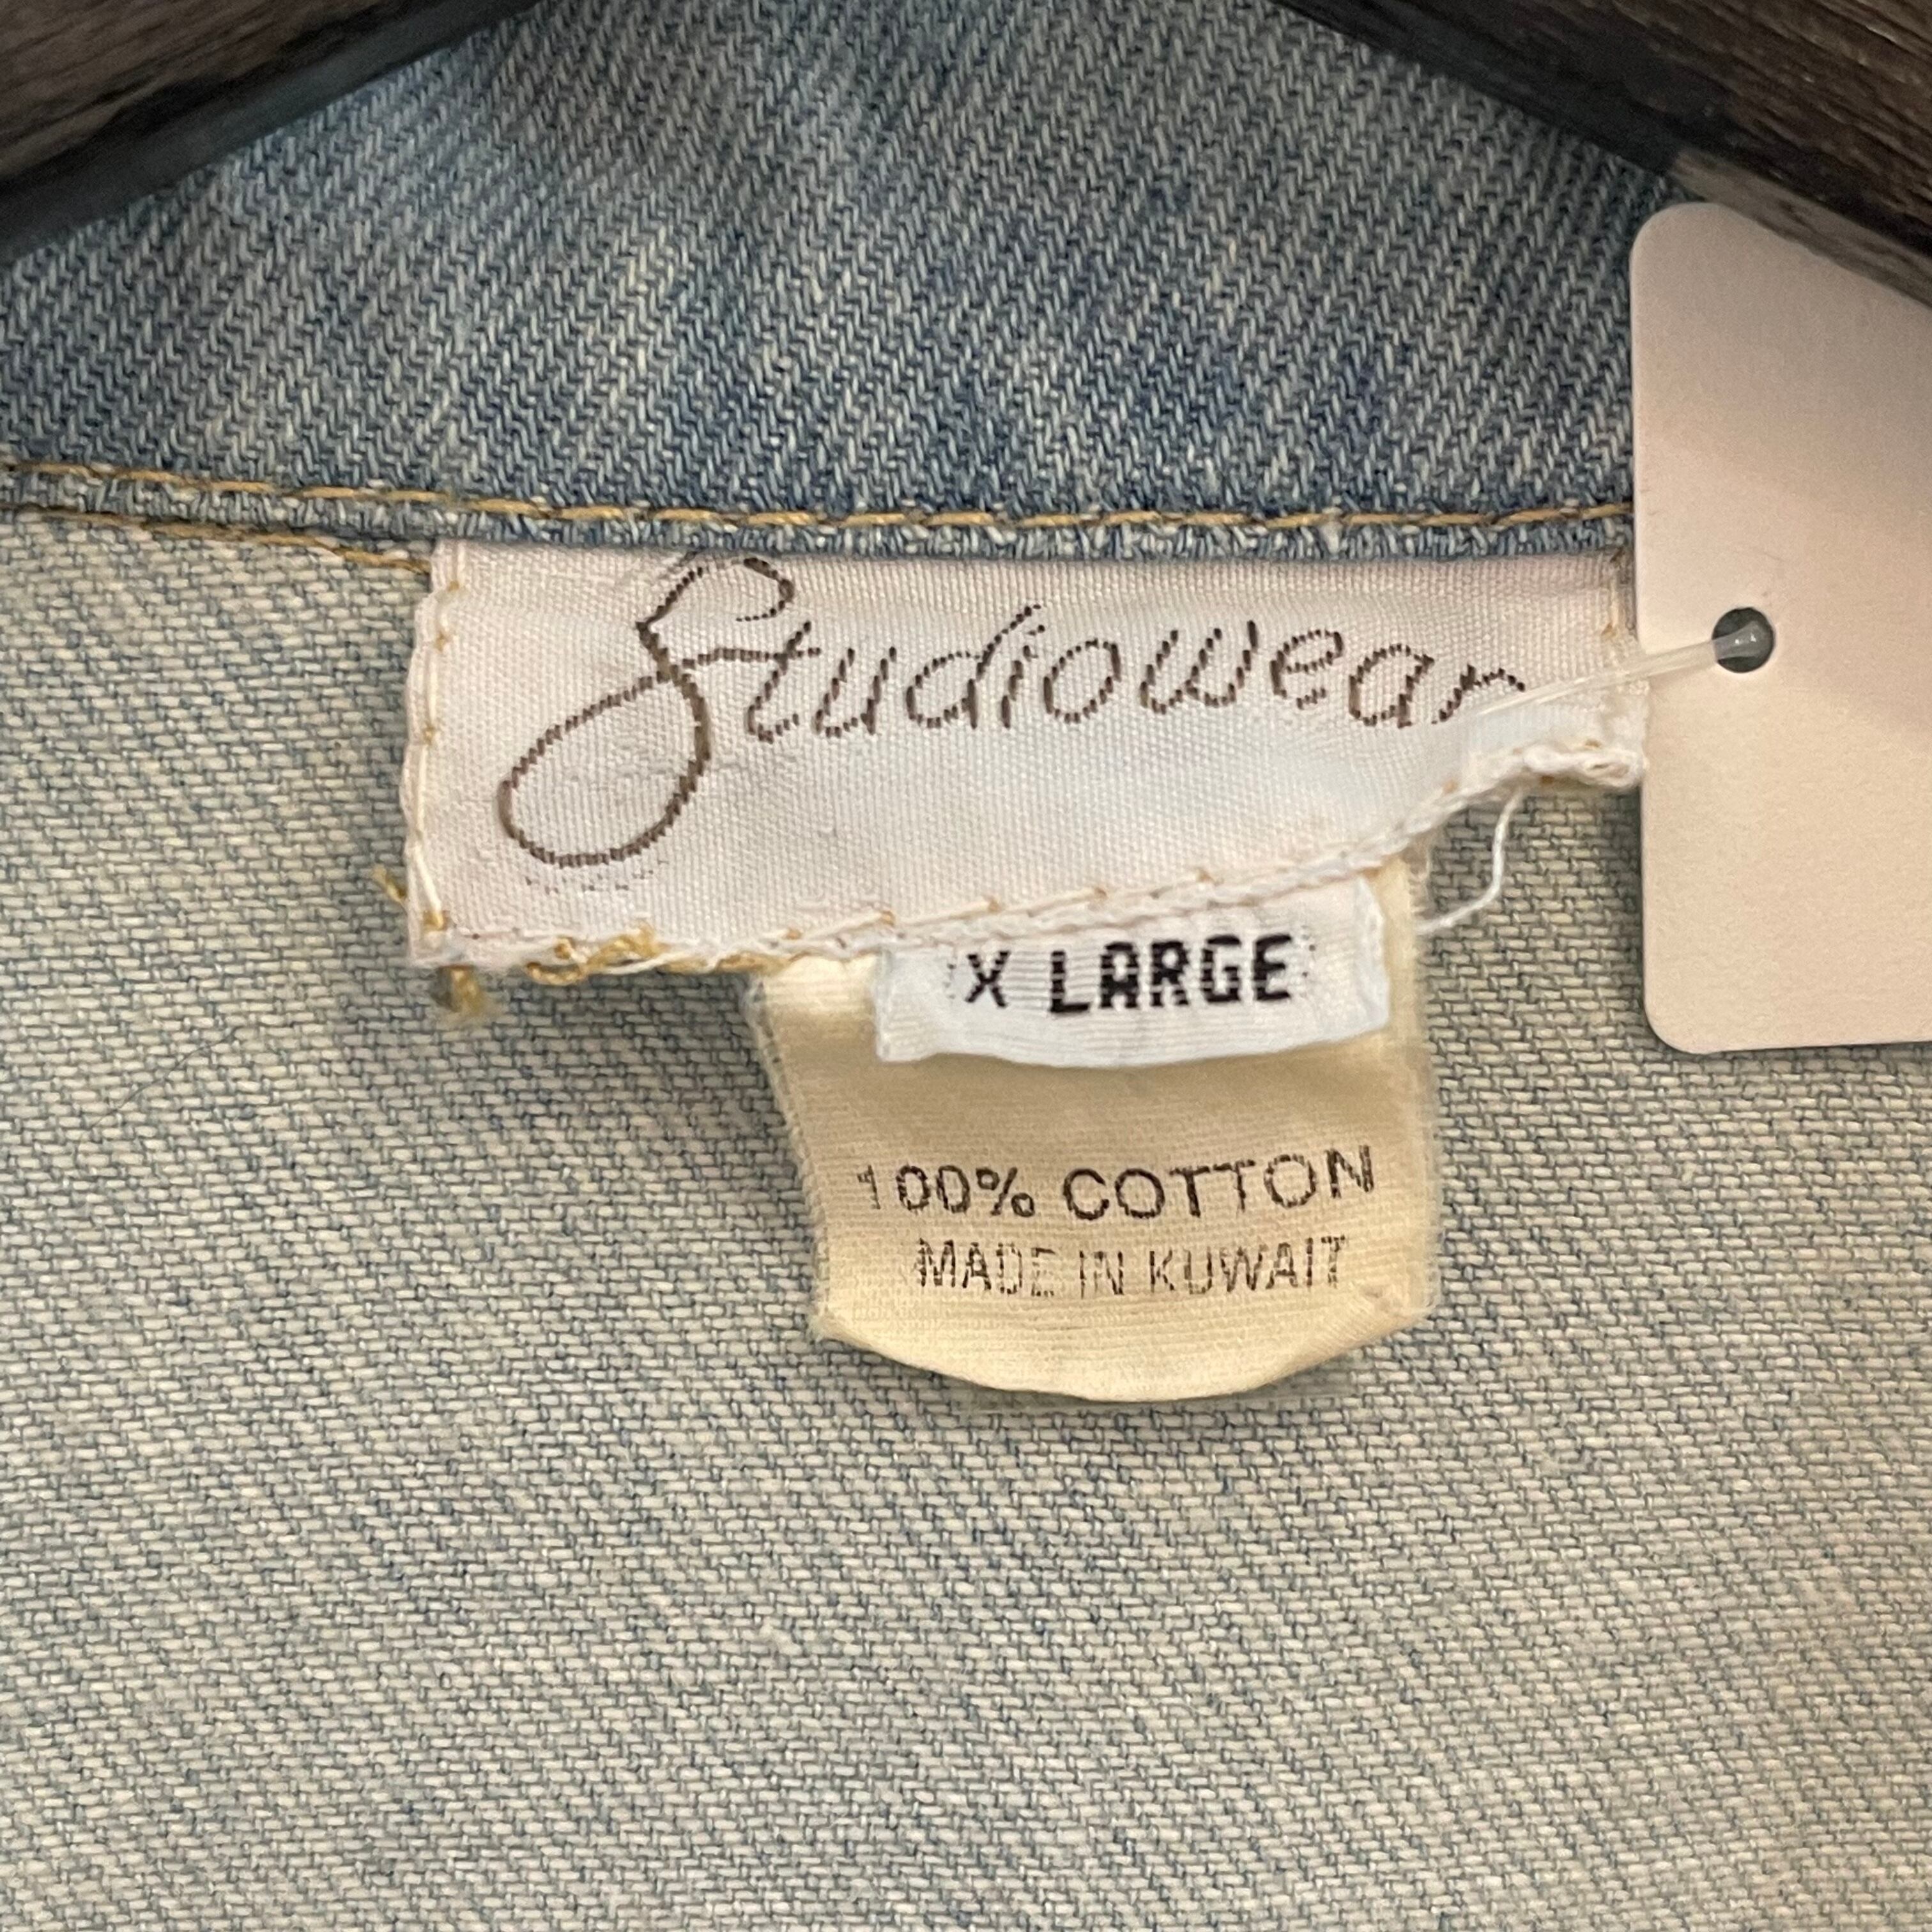 Studiowear
X LARGE
100% COTTON
MADE IN KUWAIT